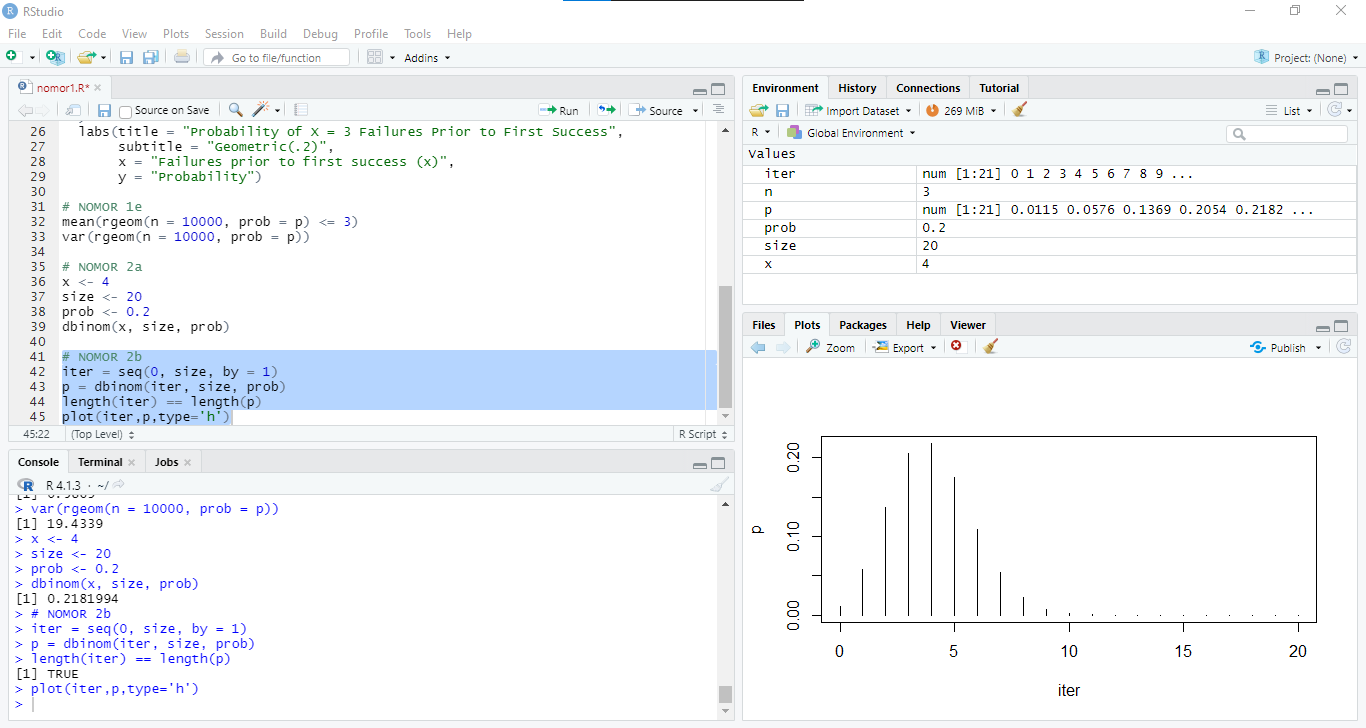 RStudio
File Edit Code View Plots Session Build Debug Profile Tools Help
Go to file/function Addins Project: (None)
nomor1.R*
Source on Save Run Source
26 labs(title = "Probability of X = 3 Failures Prior to First Success",
27 subtitle = "Geometric(.2)",
28 x = "Failures prior to first success (x)",
29 y = "Probability")
30
31 # NOMOR 1e
32 mean(rgeom(n = 10000, prob = p) <= 3)
33 var(rgeom(n = 10000, prob = p))
34
35 # NOMOR 2a
36 x <- 4
37 size <- 20
38 prob <- 0.2
39 dbinom(x, size, prob)
40
41 # NOMOR 2b
42 iter = seq(0, size, by = 1)
43 p = dbinom(iter, size, prob)
44 length(iter) == length(p)
45 plot(iter,p,type='h')
45:22 (Top Level) R Script
Console Terminal Jobs
R 4.1.3 · ~/
> var(rgeom(n = 10000, prob = p))
[1] 19.4339
> x <- 4
> size <- 20
> prob <- 0.2
> dbinom(x, size, prob)
[1] 0.2181994
> # NOMOR 2b
> iter = seq(0, size, by = 1)
> p = dbinom(iter, size, prob)
> length(iter) == length(p)
[1] TRUE
> plot(iter,p,type='h')
>
Environment History Connections Tutorial
Import Dataset 269 MiB List
R Global Environment
Values
iter num [1:21] 0 1 2 3 4 5 6 7 8 9 ...
n 3
p num [1:21] 0.0115 0.0576 0.1369 0.2054 0.2182 ...
prob 0.2
size 20
x 4
Files Plots Packages Help Viewer
Zoom Export Publish
0.20
0.10
0.00
p
0 5 10 15 20
iter